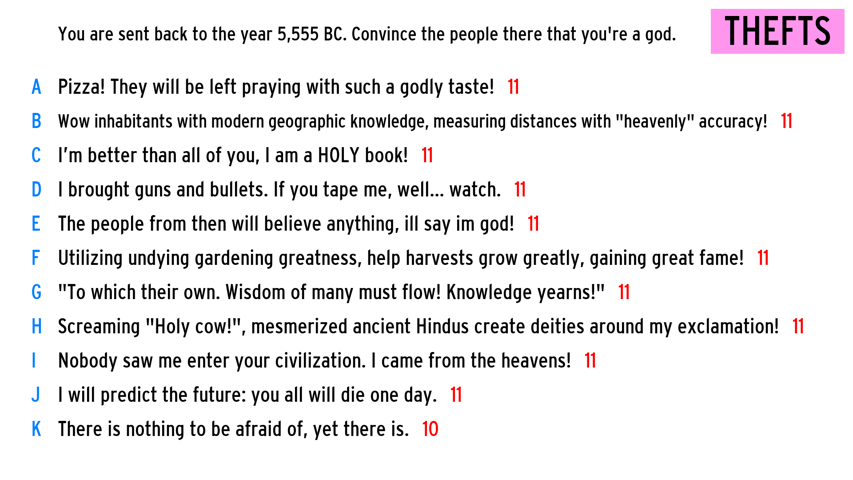 You are sent back to the year 5,555 BC. Convince the people there that you're a god.
THEFTS
A Pizza! They will be left praying with such a godly taste! 11
B Wow inhabitants with modern geographic knowledge, measuring distances with "heavenly" accuracy! 11
C I'm better than all of you, I am a HOLY book! 11
D I brought guns and bullets. If you tape me, well... watch. 11
E The people from then will believe anything, ill say im god! 11
F Utilizing undying gardening greatness, help harvests grow greatly, gaining great fame! 11
G "To which their own. Wisdom of many must flow! Knowledge yearns!" 11
H Screaming "Holy cow!", mesmerized ancient Hindus create deities around my exclamation! 11
I Nobody saw me enter your civilization. I came from the heavens! 11
J I will predict the future: you all will die one day. 11
K There is nothing to be afraid of, yet there is. 10